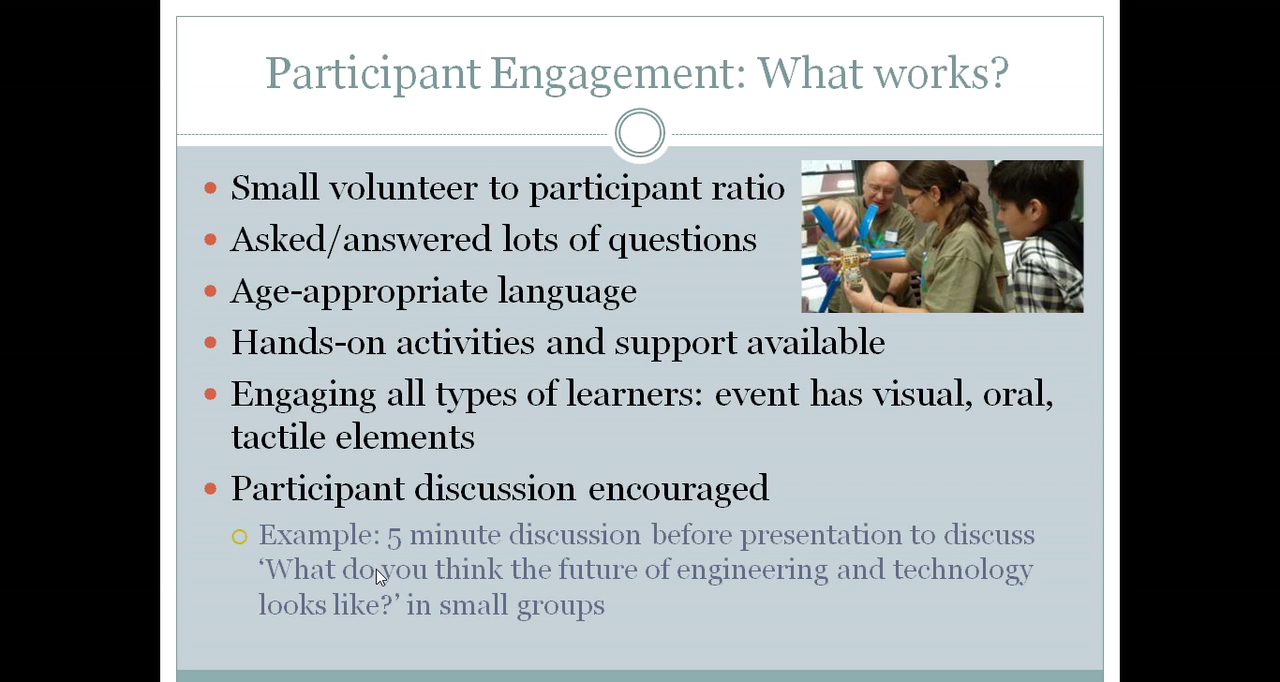 Participant Engagement: What works?
Small volunteer to participant ratio
Asked/answered lots of questions
Age-appropriate language
Hands-on activities and support available
Engaging all types of learners: event has visual, oral,
tactile elements
Participant discussion encouraged
Example: 5 minute discussion before presentation to discuss
‘What do you think the future of engineering and technology
looks like?’ in small groups